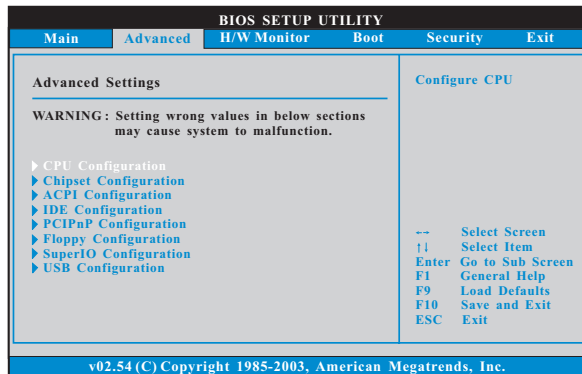 BIOS SETUP UTILITY
Main Advanced H/W Monitor Boot Security Exit
Advanced Settings
WARNING : Setting wrong values in below sections
may cause system to malfunction.
CPU Configuration
Chipset Configuration
ACPI Configuration
IDE Configuration
PCIPnP Configuration
Floppy Configuration
SuperIO Configuration
USB Configuration
Configure CPU
←→ Select Screen
↑↓ Select Item
Enter Go to Sub Screen
F1 General Help
F9 Load Defaults
F10 Save and Exit
ESC Exit
v02.54 (C) Copyright 1985-2003, American Megatrends, Inc.